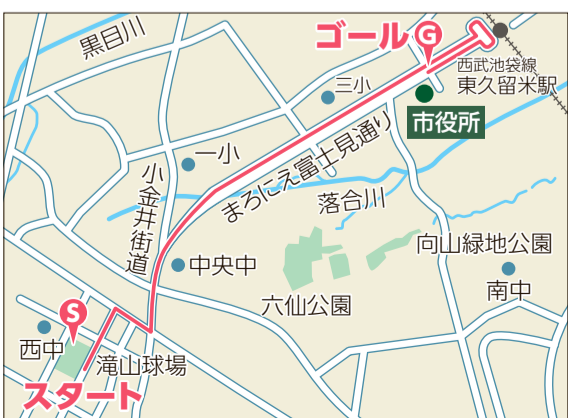 黒目川
ゴール
G
西武池袋線
東久留米駅
三小
市役所
一小
まろにえ富士見通り
小金井街道
落合川
中央中
向山緑地公園
六仙公園
南中
S
西中
滝山球場
スタート